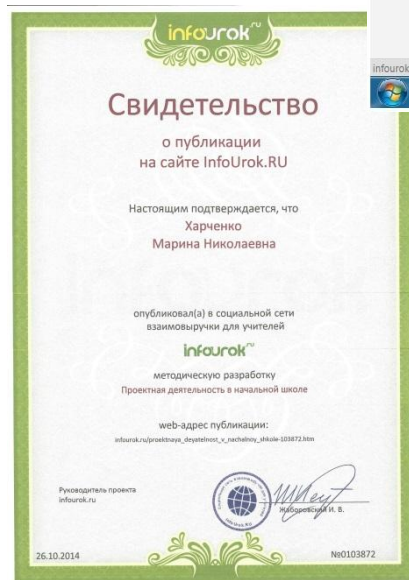 infourok™
infourok
Свидетельство
о публикации
на сайте InfoUrok.RU
Настоящим подтверждается, что
Харченко
Марина Николаевна
опубликовал(а) в социальной сети
взаимовыручки для учителей
infourok™
методическую разработку
Проектная деятельность в начальной школе
web-адрес публикации:
infourok.ru/proektnaya_deyatelnost_v_nachalnoy_shkole-103872.htm
Руководитель проекта
infourok.ru
Жаборовский И. В.
26.10.2014
№0103872